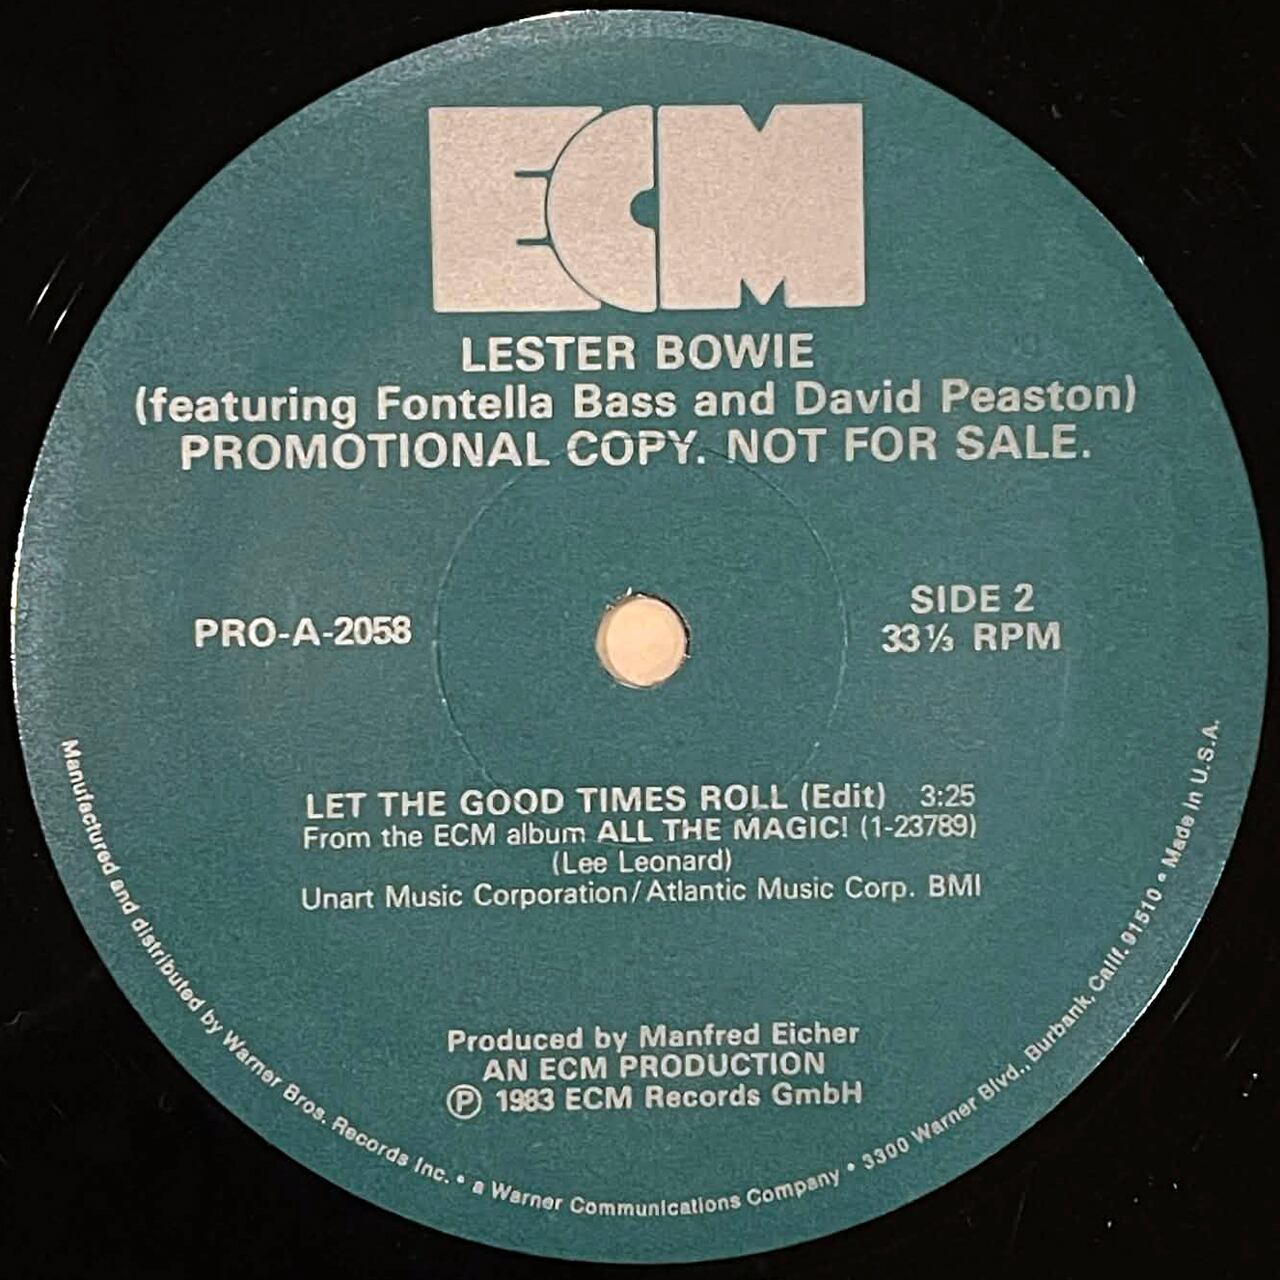 ECM
LESTER BOWIE
(featuring Fontella Bass and David Peaston)
PROMOTIONAL COPY. NOT FOR SALE.
PRO-A-2058
SIDE 2
33⅓ RPM
LET THE GOOD TIMES ROLL (Edit) 3:25
From the ECM album ALL THE MAGIC! (1-23789)
(Lee Leonard)
Unart Music Corporation/Atlantic Music Corp. BMI
Produced by Manfred Eicher
AN ECM PRODUCTION
℗ 1983 ECM Records GmbH
Manufactured and distributed by Warner Bros. Records Inc. • a Warner Communications Company • 3300 Warner Blvd., Burbank, Calif. 91510 • Made in U.S.A.